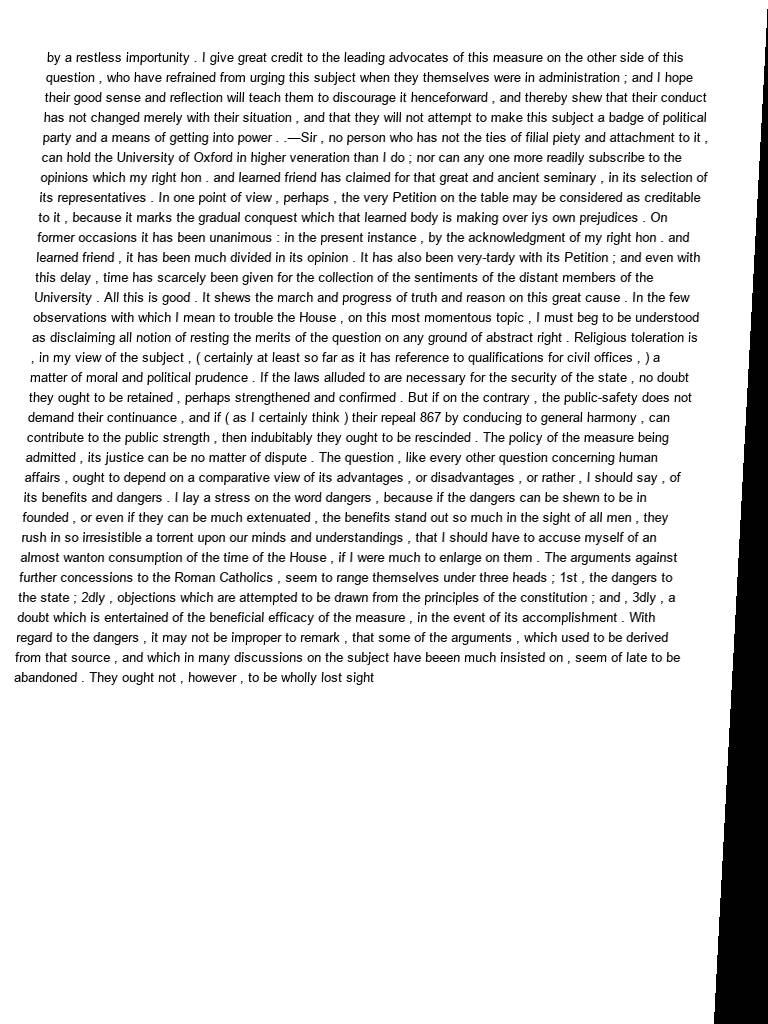 by a restless importunity . I give great credit to the leading advocates of this measure on the other side of this
question , who have refrained from urging this subject when they themselves were in administration ; and I hope
their good sense and reflection will teach them to discourage it henceforward , and thereby shew that their conduct
has not changed merely with their situation , and that they will not attempt to make this subject a badge of political
party and a means of getting into power . .—Sir , no person who has not the ties of filial piety and attachment to it ,
can hold the University of Oxford in higher veneration than I do ; nor can any one more readily subscribe to the
opinions which my right hon . and learned friend has claimed for that great and ancient seminary , in its selection of
its representatives . In one point of view , perhaps , the very Petition on the table may be considered as creditable
to it , because it marks the gradual conquest which that learned body is making over iys own prejudices . On
former occasions it has been unanimous : in the present instance , by the acknowledgment of my right hon . and
learned friend , it has been much divided in its opinion . It has also been very-tardy with its Petition ; and even with
this delay , time has scarcely been given for the collection of the sentiments of the distant members of the
University . All this is good . It shews the march and progress of truth and reason on this great cause . In the few
observations with which I mean to trouble the House , on this most momentous topic , I must beg to be understood
as disclaiming all notion of resting the merits of the question on any ground of abstract right . Religious toleration is
, in my view of the subject , ( certainly at least so far as it has reference to qualifications for civil offices , ) a
matter of moral and political prudence . If the laws alluded to are necessary for the security of the state , no doubt
they ought to be retained , perhaps strengthened and confirmed . But if on the contrary , the public-safety does not
demand their continuance , and if ( as I certainly think ) their repeal 867 by conducing to general harmony , can
contribute to the public strength , then indubitably they ought to be rescinded . The policy of the measure being
admitted , its justice can be no matter of dispute . The question , like every other question concerning human
affairs , ought to depend on a comparative view of its advantages , or disadvantages , or rather , I should say , of
its benefits and dangers . I lay a stress on the word dangers , because if the dangers can be shewn to be in
founded , or even if they can be much extenuated , the benefits stand out so much in the sight of all men , they
rush in so irresistible a torrent upon our minds and understandings , that I should have to accuse myself of an
almost wanton consumption of the time of the House , if I were much to enlarge on them . The arguments against
further concessions to the Roman Catholics , seem to range themselves under three heads ; 1st , the dangers to
the state ; 2dly , objections which are attempted to be drawn from the principles of the constitution ; and , 3dly , a
doubt which is entertained of the beneficial efficacy of the measure , in the event of its accomplishment . With
regard to the dangers , it may not be improper to remark , that some of the arguments , which used to be derived
from that source , and which in many discussions on the subject have beeen much insisted on , seem of late to be
abandoned . They ought not , however , to be wholly lost sight